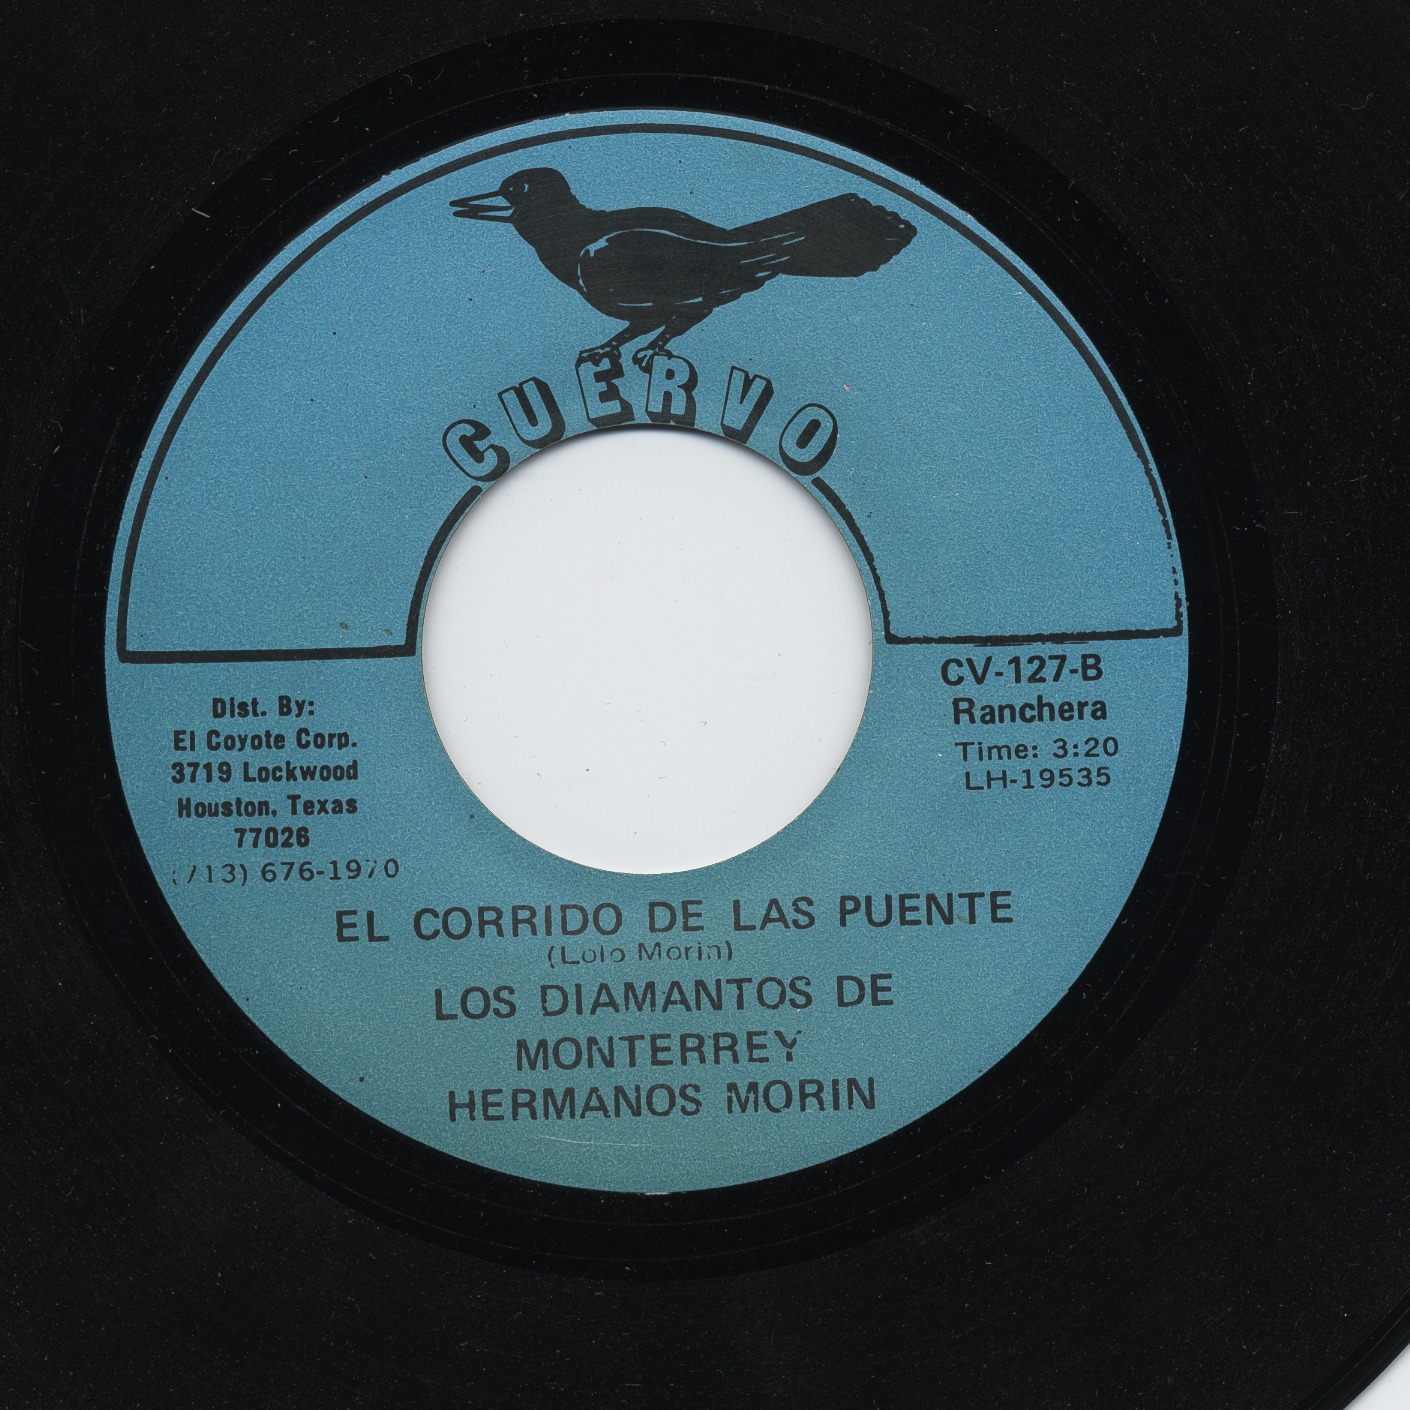 CUERVO
Dist. By:
El Coyote Corp.
3719 Lockwood
Houston, Texas
77026
(713) 676-1970
CV-127-B
Ranchera
Time: 3:20
LH-19535
EL CORRIDO DE LAS PUENTE
(Lolo Morin)
LOS DIAMANTOS DE
MONTERREY
HERMANOS MORIN